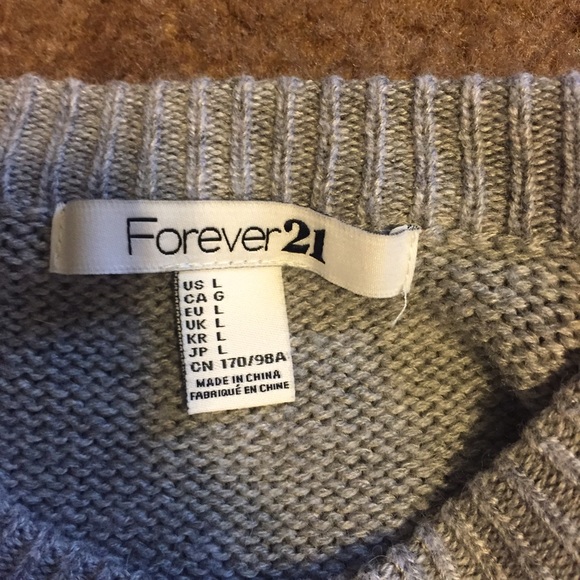 Forever21
US L
CA G
EU L
UK L
KR L
JP L
CN 170/98A
MADE IN CHINA
FABRIQUÉ EN CHINE